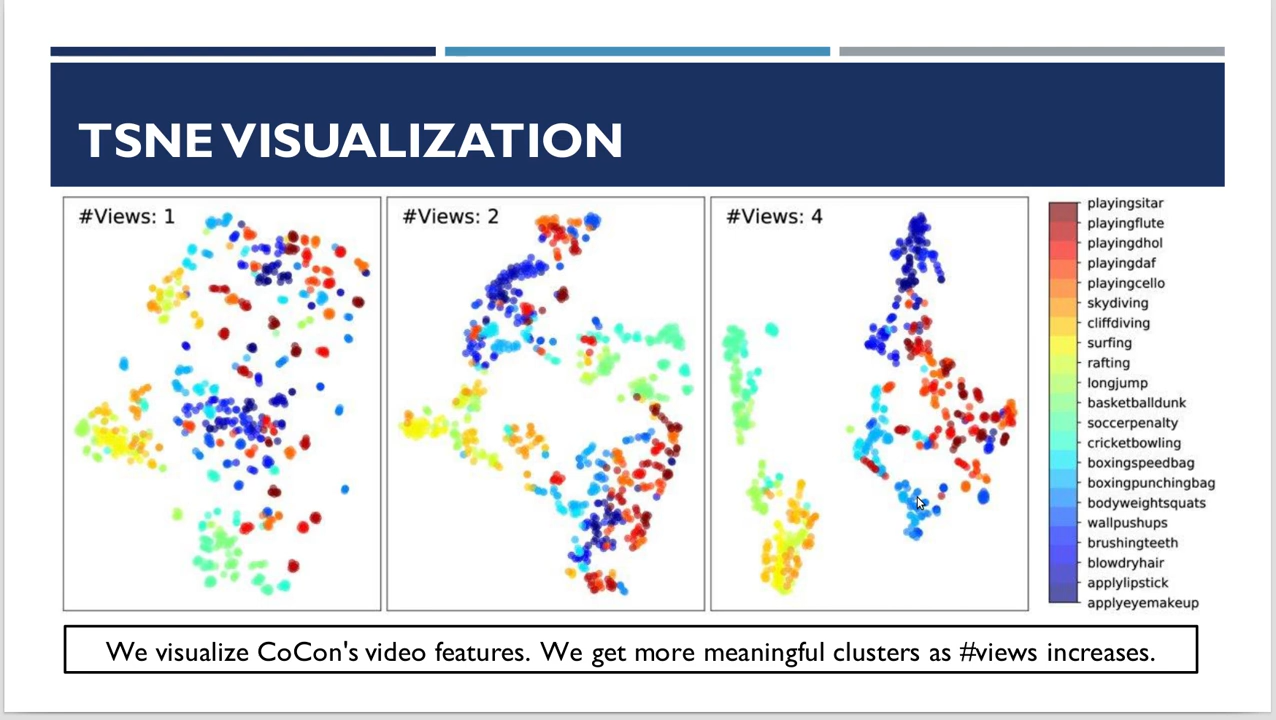 TSNE VISUALIZATION
#Views: 1
#Views: 2
#Views: 4
playingsitar
playingflute
playingdhol
playingdaf
playingcello
skydiving
cliffdiving
surfing
rafting
longjump
basketballdunk
soccerpenalty
cricketbowling
boxingspeedbag
boxingpunchingbag
bodyweightsquats
wallpushups
brushingteeth
blowdryhair
applylipstick
applyeyemakeup
We visualize CoCon's video features. We get more meaningful clusters as #views increases.